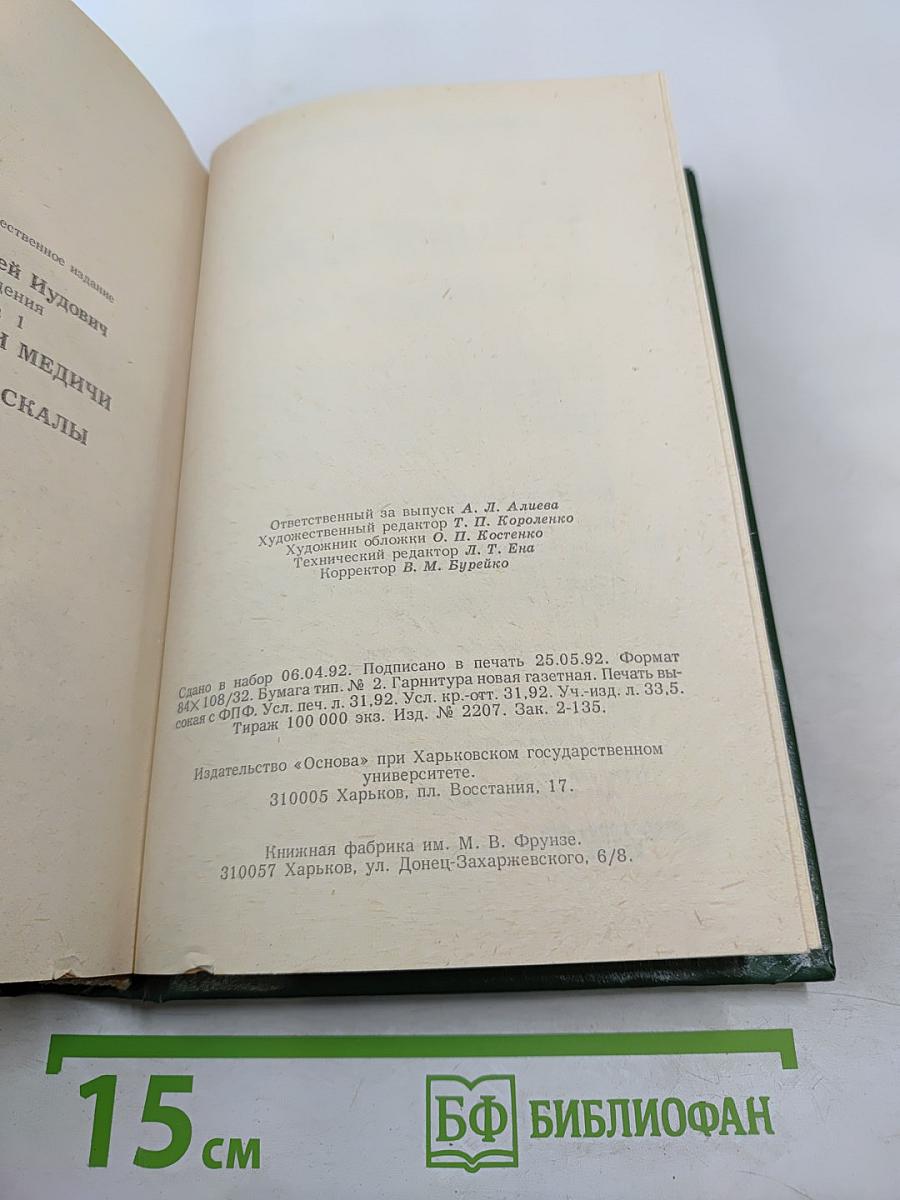 ественное издание
ей Иудович
дения
1
И МЕДИЧИ
СКАЛЫ
Ответственный за выпуск А. Л. Алиева
Художественный редактор Т. П. Короленко
Художник обложки О. П. Костенко
Технический редактор Л. Т. Ена
Корректор В. М. Бурейко
Сдано в набор 06.04.92. Подписано в печать 25.05.92. Формат
84×108/32. Бумага тип. № 2. Гарнитура новая газетная. Печать вы-
сокая с ФПФ. Усл. печ. л. 31,92. Усл. кр.-отт. 31,92. Уч.-изд. л. 33,5.
Тираж 100 000 экз. Изд. № 2207. Зак. 2-135.
Издательство «Основа» при Харьковском государственном
университете.
310005 Харьков, пл. Восстания, 17.
Книжная фабрика им. М. В. Фрунзе.
310057 Харьков, ул. Донец-Захаржевского, 6/8.
15 см
БФ БИБЛИОФАН